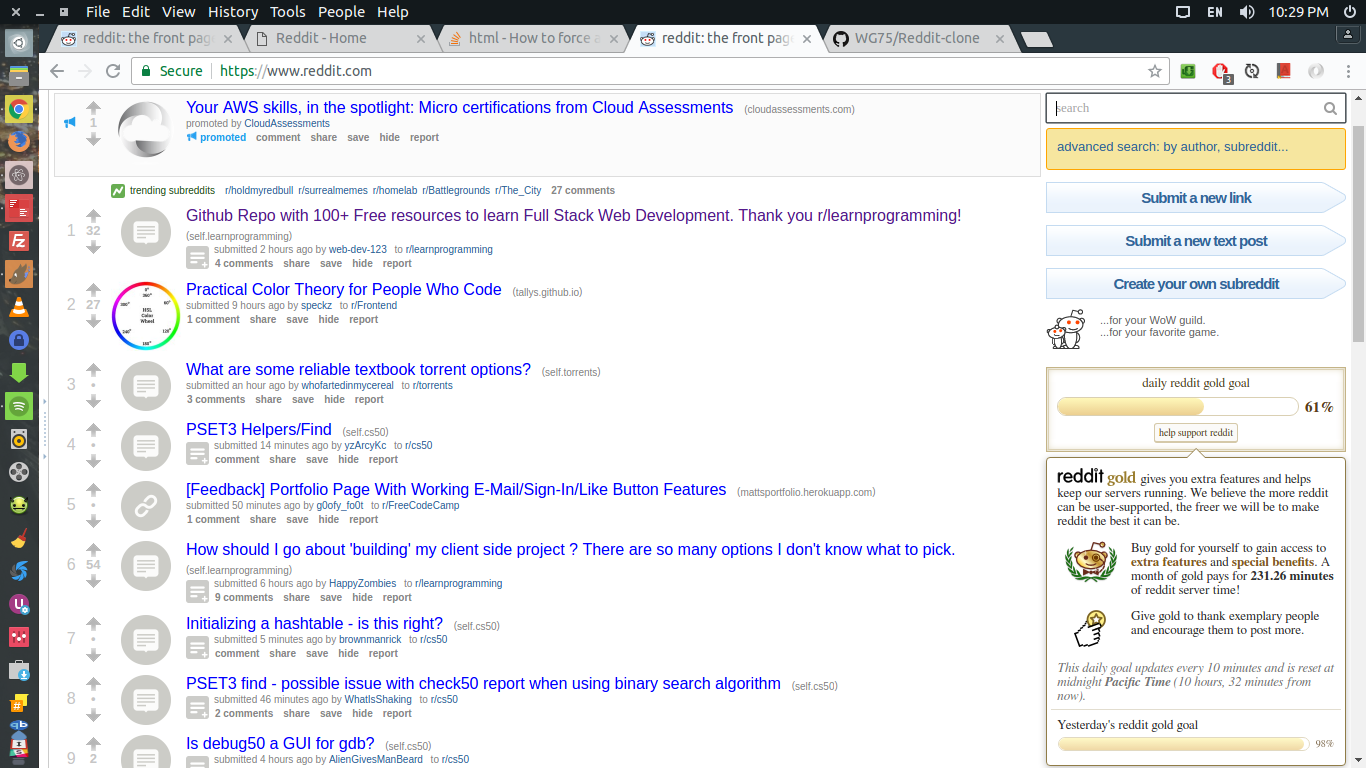 File Edit View History Tools People Help
EN 10:29 PM
reddit: the front pag
Reddit - Home
html - How to force a
reddit: the front pag
WG75/Reddit-clone
Secure https://www.reddit.com
3
1
Your AWS skills, in the spotlight: Micro certifications from Cloud Assessments (cloudassessments.com)
promoted by CloudAssessments
promoted comment share save hide report
trending subreddits r/holdmyredbull r/surrealmemes r/homelab r/Battlegrounds r/The_City 27 comments
1
32
Github Repo with 100+ Free resources to learn Full Stack Web Development. Thank you r/learnprogramming!
(self.learnprogramming)
submitted 2 hours ago by web-dev-123 to r/learnprogramming
4 comments share save hide report
2
27
HSL
Color
Wheel
Practical Color Theory for People Who Code (tallys.github.io)
submitted 9 hours ago by speckz to r/Frontend
1 comment share save hide report
3
•
What are some reliable textbook torrent options? (self.torrents)
submitted an hour ago by whofartedinmycereal to r/torrents
3 comments share save hide report
4
•
PSET3 Helpers/Find (self.cs50)
submitted 14 minutes ago by yzArcyKc to r/cs50
comment share save hide report
5
•
[Feedback] Portfolio Page With Working E-Mail/Sign-In/Like Button Features (mattsportfolio.herokuapp.com)
submitted 50 minutes ago by g0ofy_fo0t to r/FreeCodeCamp
1 comment share save hide report
6
54
How should I go about 'building' my client side project ? There are so many options I don't know what to pick.
(self.learnprogramming)
submitted 6 hours ago by HappyZombies to r/learnprogramming
9 comments share save hide report
7
•
Initializing a hashtable - is this right? (self.cs50)
submitted 5 minutes ago by brownmanrick to r/cs50
comment share save hide report
8
•
PSET3 find - possible issue with check50 report when using binary search algorithm (self.cs50)
submitted 46 minutes ago by WhatIsShaking to r/cs50
2 comments share save hide report
9
2
Is debug50 a GUI for gdb? (self.cs50)
submitted 4 hours ago by AlienGivesManBeard to r/cs50
search
advanced search: by author, subreddit...
Submit a new link
Submit a new text post
Create your own subreddit
...for your WoW guild.
...for your favorite game.
daily reddit gold goal
61%
help support reddit
reddit gold gives you extra features and helps
keep our servers running. We believe the more reddit
can be user-supported, the freer we will be to make
reddit the best it can be.
Buy gold for yourself to gain access to
extra features and special benefits. A
month of gold pays for 231.26 minutes
of reddit server time!
Give gold to thank exemplary people
and encourage them to post more.
This daily goal updates every 10 minutes and is reset at
midnight Pacific Time (10 hours, 32 minutes from
now).
Yesterday's reddit gold goal
98%